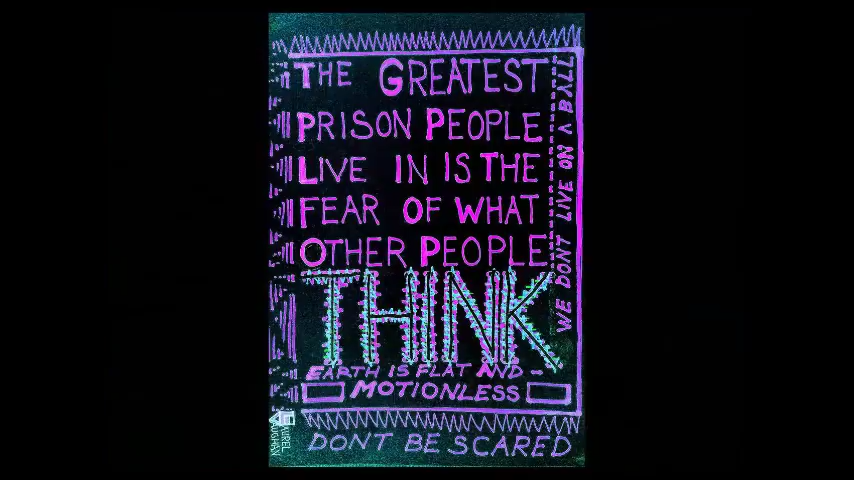 THE GREATEST
PRISON PEOPLE
LIVE IN IS THE
FEAR OF WHAT
OTHER PEOPLE
THINK
EARTH IS FLAT AND -
MOTIONLESS
DONT BE SCARED
WE DONT LIVE ON A BALL